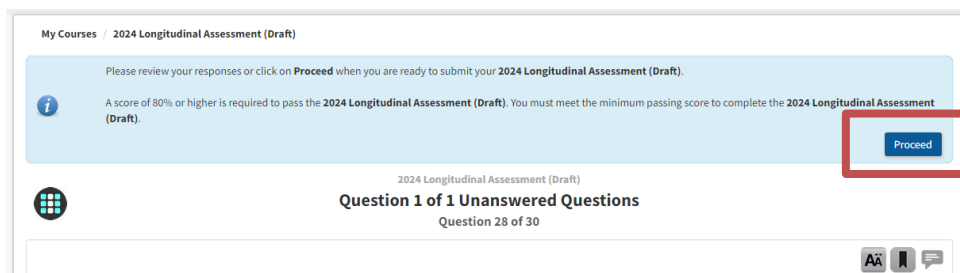 My Courses / 2024 Longitudinal Assessment (Draft)
Please review your responses or click on Proceed when you are ready to submit your 2024 Longitudinal Assessment (Draft).
A score of 80% or higher is required to pass the 2024 Longitudinal Assessment (Draft). You must meet the minimum passing score to complete the 2024 Longitudinal Assessment
(Draft).
Proceed
2024 Longitudinal Assessment (Draft)
Question 1 of 1 Unanswered Questions
Question 28 of 30
AÄ